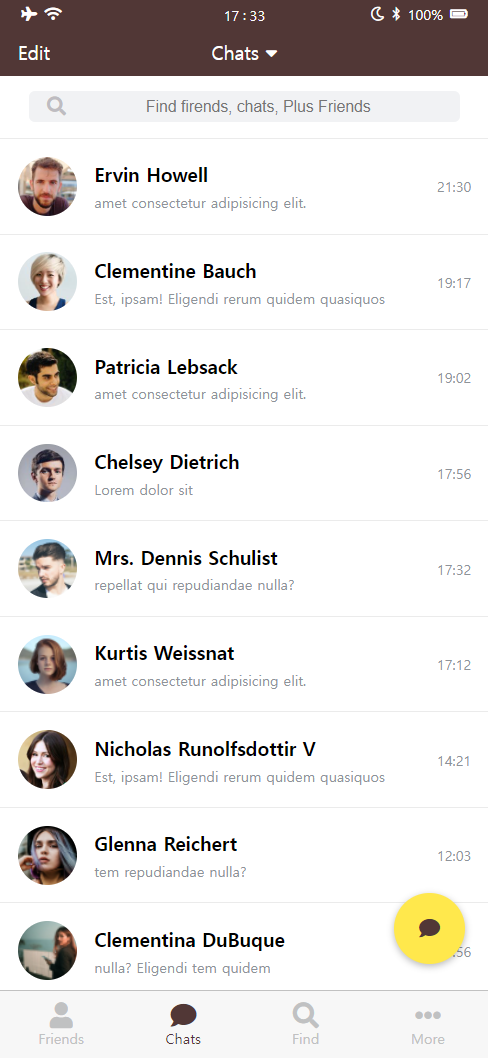 17 : 33
100%
Edit
Chats
Find firends, chats, Plus Friends
Ervin Howell
21:30
amet consectetur adipisicing elit.
Clementine Bauch
19:17
Est, ipsam! Eligendi rerum quidem quasiquos
Patricia Lebsack
19:02
amet consectetur adipisicing elit.
Chelsey Dietrich
17:56
Lorem dolor sit
Mrs. Dennis Schulist
17:32
repellat qui repudiandae nulla?
Kurtis Weissnat
17:12
amet consectetur adipisicing elit.
Nicholas Runolfsdottir V
14:21
Est, ipsam! Eligendi rerum quidem quasiquos
Glenna Reichert
12:03
tem repudiandae nulla?
Clementina DuBuque
nulla? Eligendi tem quidem
Friends
Chats
Find
More